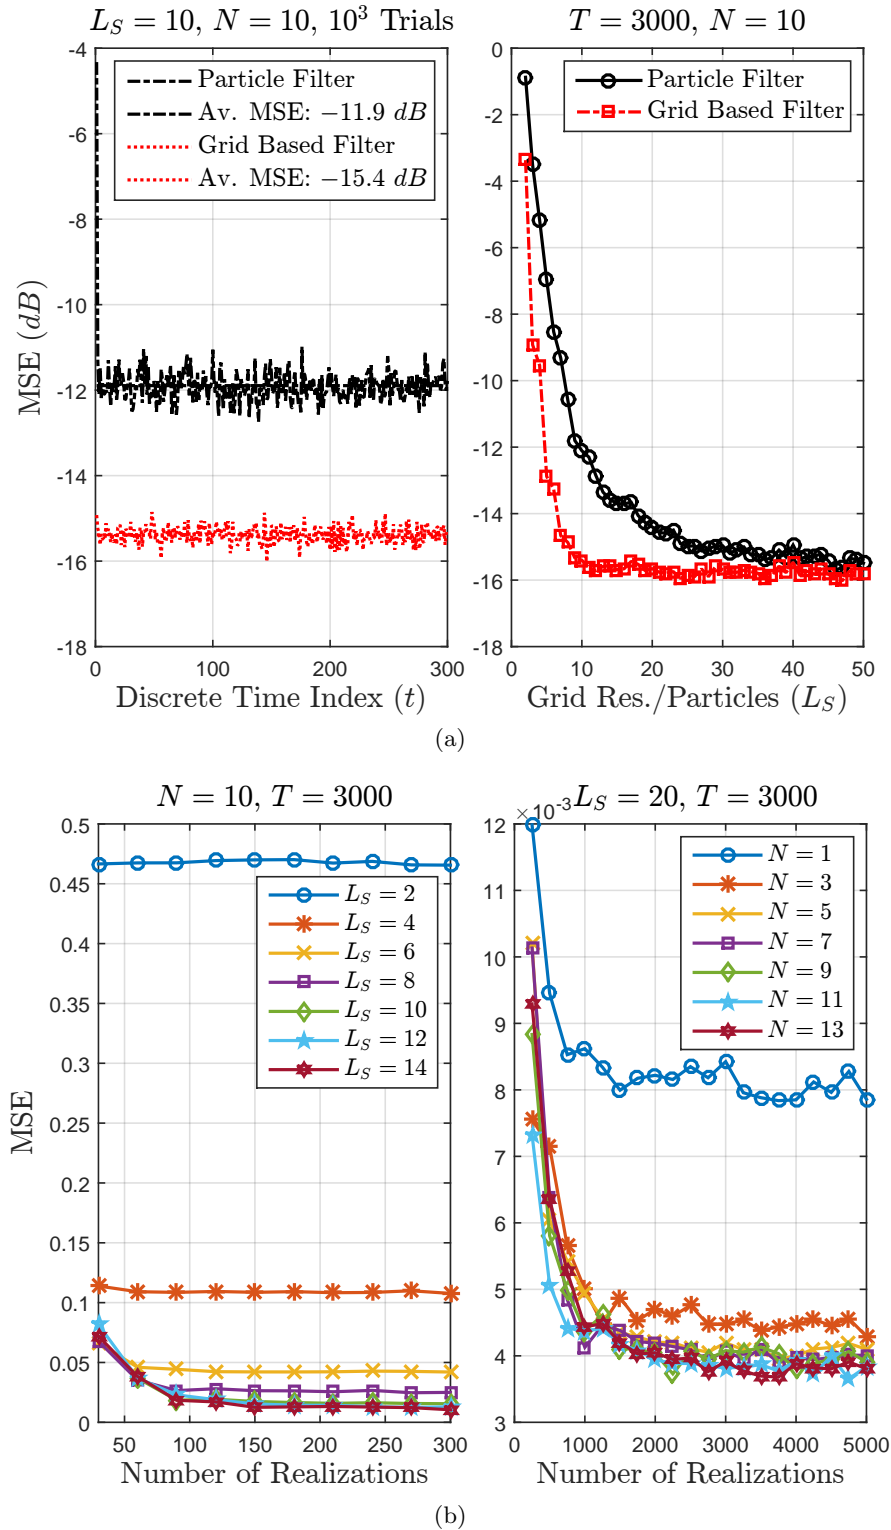 L_S = 10, N = 10, 10^3 Trials
-4
-6
-8
-10
-12
-14
-16
-18
MSE (dB)
Particle Filter
Av. MSE: −11.9 dB
Grid Based Filter
Av. MSE: −15.4 dB
0 100 200 300
Discrete Time Index (t)
T = 3000, N = 10
0
-2
-4
-6
-8
-10
-12
-14
-16
-18
Particle Filter
Grid Based Filter
0 10 20 30 40 50
Grid Res./Particles (L_S)
(a)
N = 10, T = 3000
0.5
0.45
0.4
0.35
0.3
0.25
0.2
0.15
0.1
0.05
0
MSE
L_S = 2
L_S = 4
L_S = 6
L_S = 8
L_S = 10
L_S = 12
L_S = 14
50 100 150 200 250 300
Number of Realizations
L_S = 20, T = 3000
× 10^-3
12
11
10
9
8
7
6
5
4
3
N = 1
N = 3
N = 5
N = 7
N = 9
N = 11
N = 13
0 1000 2000 3000 4000 5000
Number of Realizations
(b)